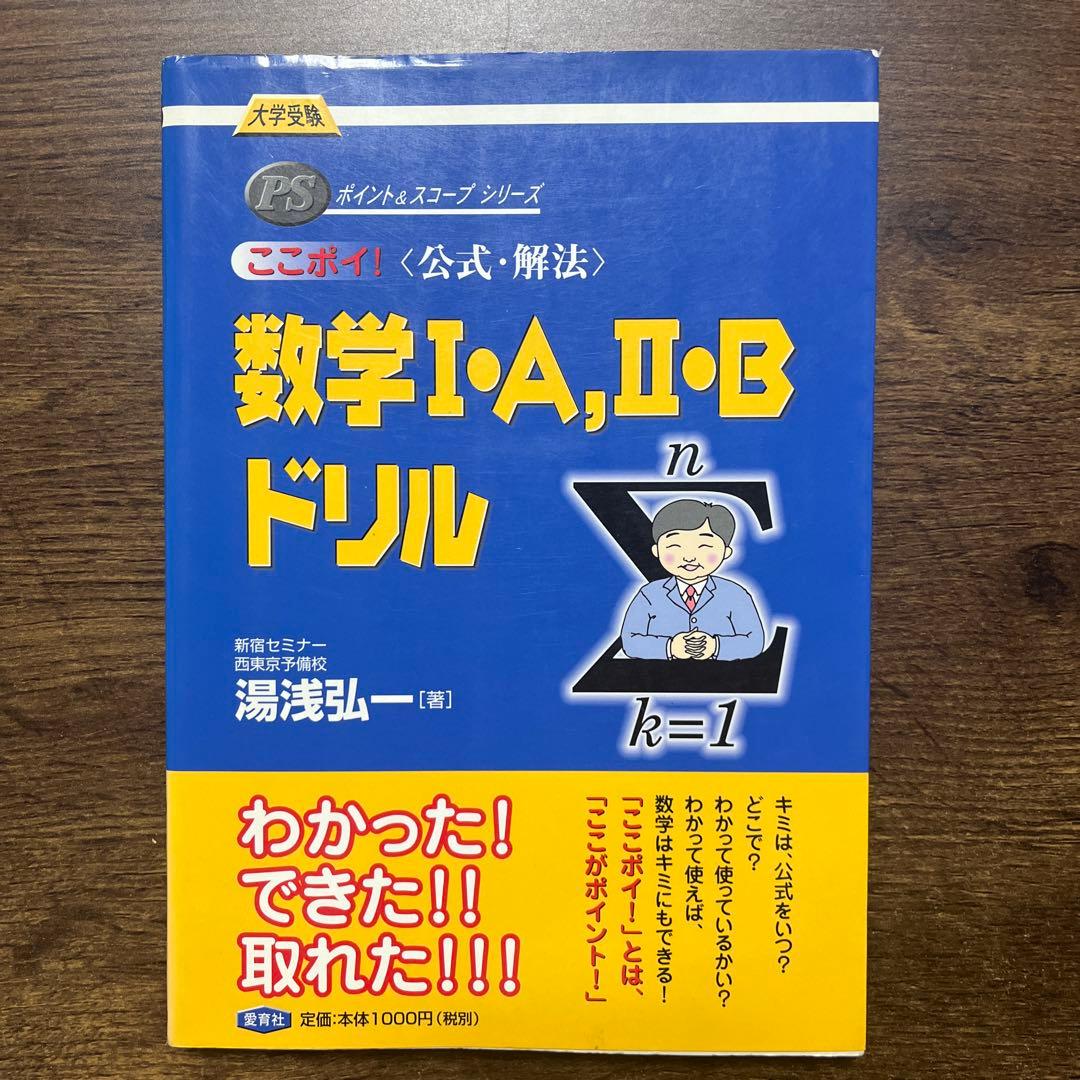 大学受験
PS
ポイント&スコープ シリーズ
ここポイ!〈公式・解法〉
数学Ⅰ・A,Ⅱ・B
ドリル
n
k=1
新宿セミナー
西東京予備校
湯浅弘一[著]
わかった!
できた!!
取れた!!!
キミは、公式をいつ?
どこで?
わかって使っているかい?
わかって使えば、
数学はキミにもできる!
「ここポイ!」とは、
「ここがポイント!」
愛育社 定価:本体1000円(税別)